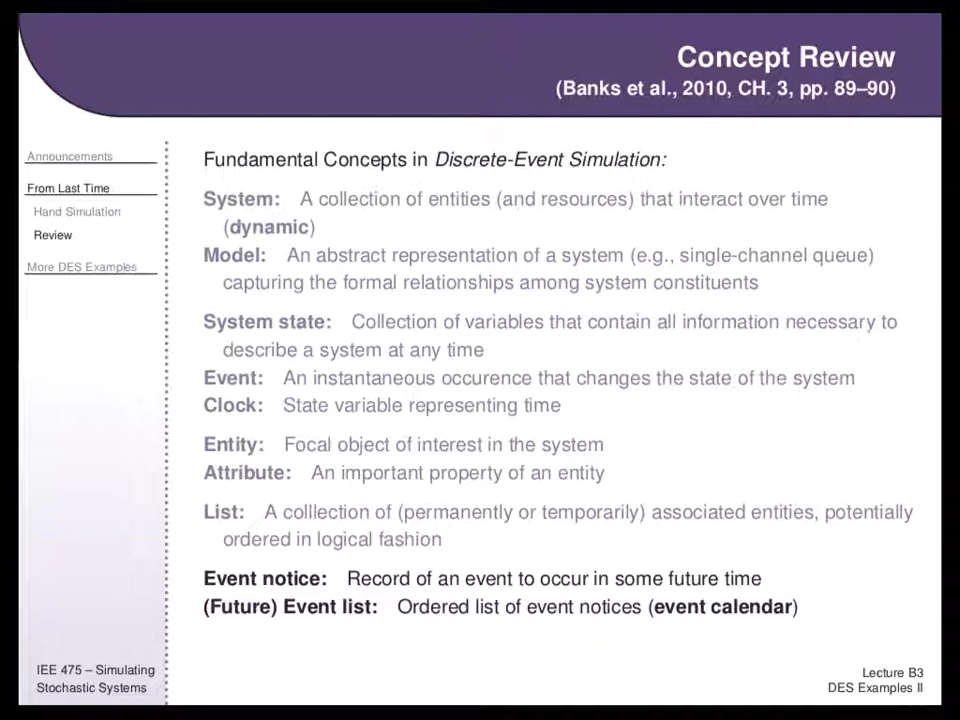 Concept Review
(Banks et al., 2010, CH. 3, pp. 89–90)
Announcements
From Last Time
Hand Simulation
Review
More DES Examples
Fundamental Concepts in Discrete-Event Simulation:
System: A collection of entities (and resources) that interact over time
(dynamic)
Model: An abstract representation of a system (e.g., single-channel queue)
capturing the formal relationships among system constituents
System state: Collection of variables that contain all information necessary to
describe a system at any time
Event: An instantaneous occurence that changes the state of the system
Clock: State variable representing time
Entity: Focal object of interest in the system
Attribute: An important property of an entity
List: A colllection of (permanently or temporarily) associated entities, potentially
ordered in logical fashion
Event notice: Record of an event to occur in some future time
(Future) Event list: Ordered list of event notices (event calendar)
IEE 475 – Simulating
Stochastic Systems
Lecture B3
DES Examples II